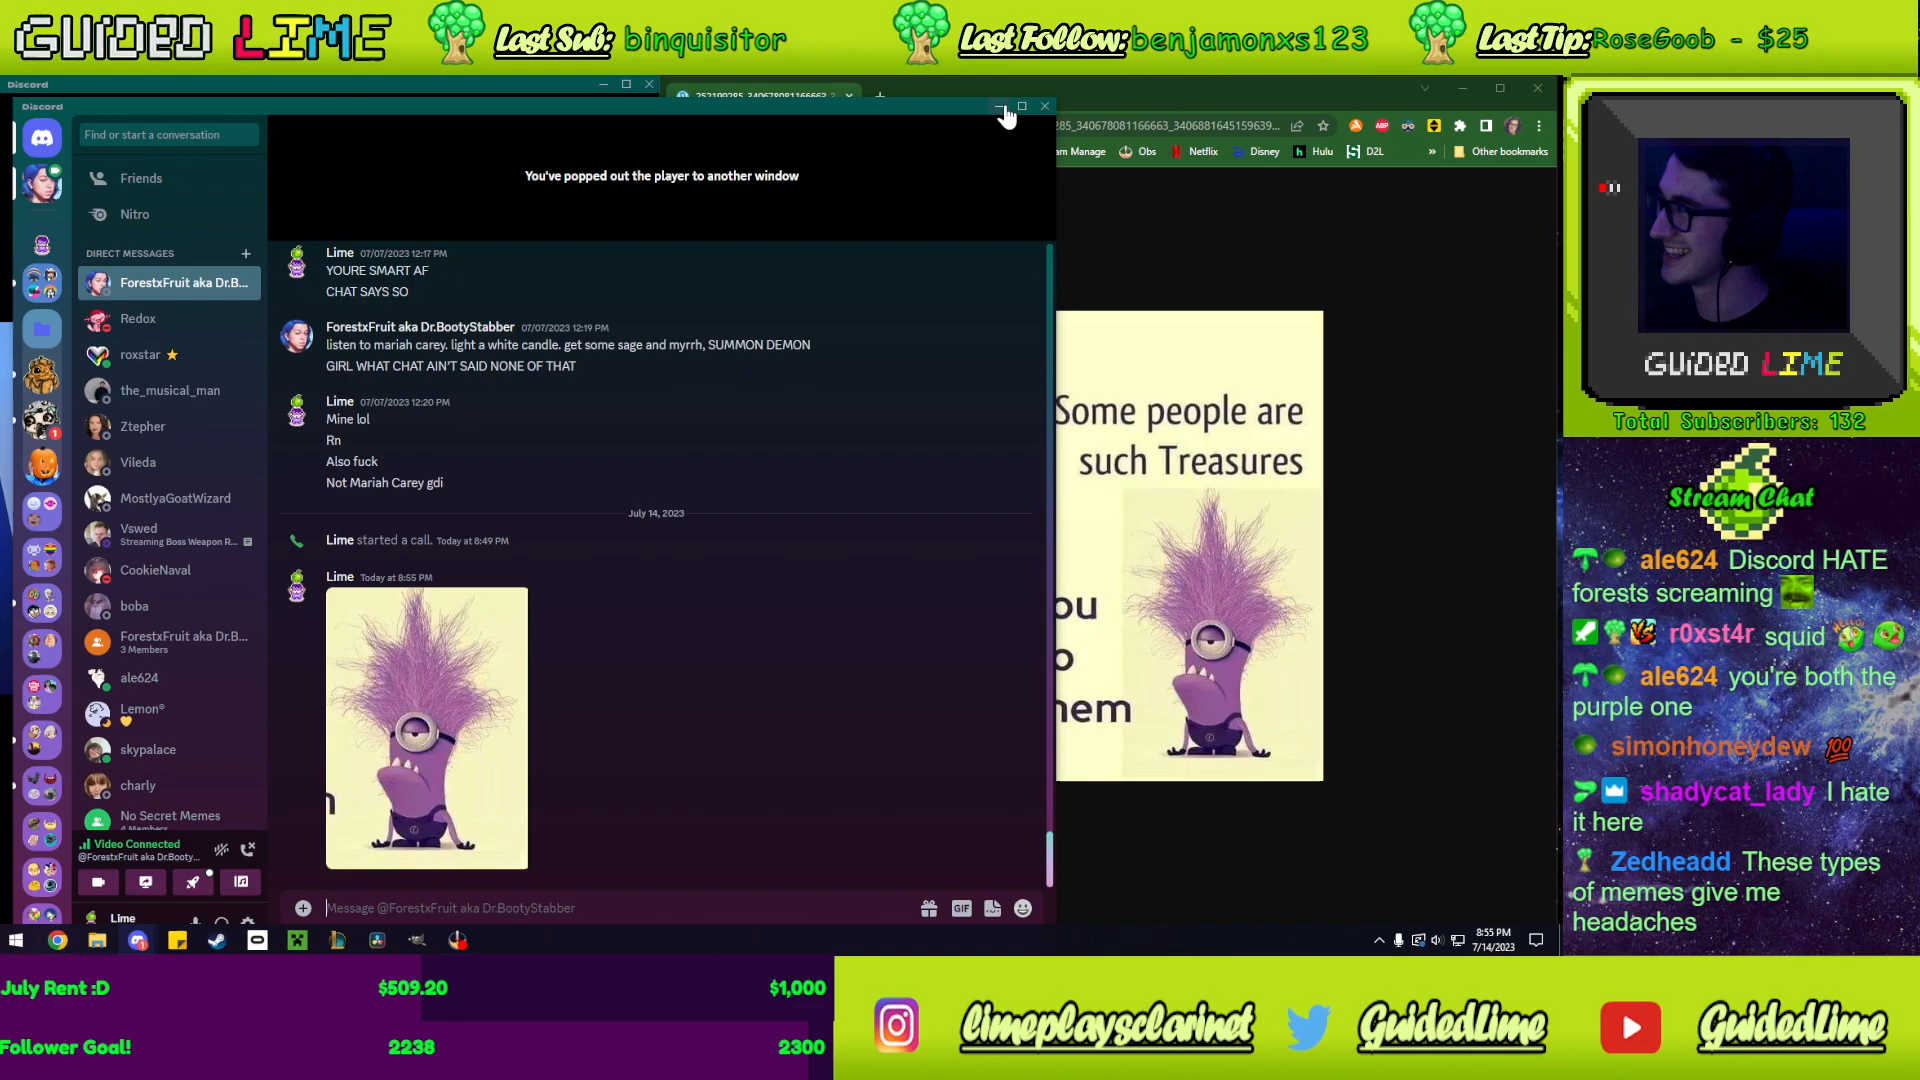 GUIDED LIME
Last Sub: binquisitor
Last Follow: benjamonxs123
Last Tip: RoseGoob - $25
Discord
Discord
Find or start a conversation
Friends
Nitro
DIRECT MESSAGES +
ForestxFruit aka Dr.B...
Redox
roxstar
the_musical_man
Ztepher
Vileda
MostlyaGoatWizard
Vswed
Streaming Boss Weapon R...
CookieNaval
boba
ForestxFruit aka Dr.B...
3 Members
ale624
Lemon®
skypalace
charly
No Secret Memes
4 Members
Video Connected
@ForestxFruit aka Dr.Booty...
Lime
You've popped out the player to another window
Lime 07/07/2023 12:17 PM
YOURE SMART AF
CHAT SAYS SO
ForestxFruit aka Dr.BootyStabber 07/07/2023 12:19 PM
listen to mariah carey. light a white candle. get some sage and myrrh, SUMMON DEMON
GIRL WHAT CHAT AIN'T SAID NONE OF THAT
Lime 07/07/2023 12:20 PM
Mine lol
Rn
Also fuck
Not Mariah Carey gdi
July 14, 2023
Lime started a call. Today at 8:49 PM
Lime Today at 8:55 PM
Message @ForestxFruit aka Dr.BootyStabber
GIF
85_340678081166663_3406881645159639...
ABP
am Manage
Obs
Netflix
Disney
Hulu
D2L
»
Other bookmarks
Some people are
such Treasures
ou
o
hem
8:55 PM
7/14/2023
GUIDED LIME
Total Subscribers: 132
Stream Chat
ale624 Discord HATE
forests screaming
r0xst4r squid
ale624 you're both the
purple one
simonhoneydew 100
shadycat_lady I hate
it here
Zedheadd These types
of memes give me
headaches
July Rent :D $509.20 $1,000
Follower Goal! 2238 2300
limeplaysclarinet
GuidedLime
GuidedLime